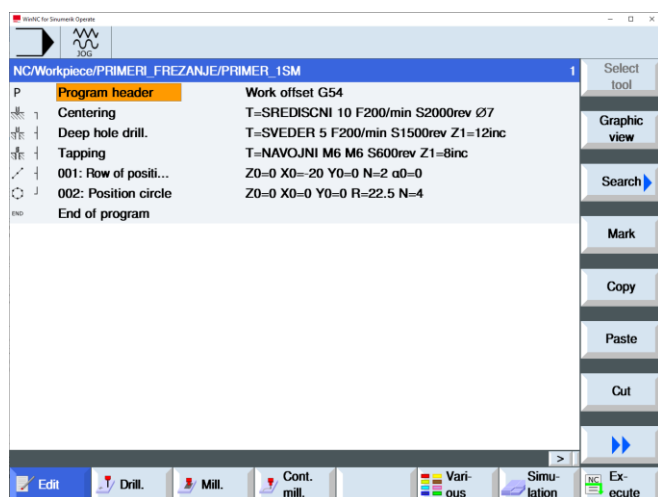 WinNC for Sinumerik Operate
JOG
NC/Workpiece/PRIMERI_FREZANJE/PRIMER_1SM 1
P Program header Work offset G54
Centering T=SREDISCNI 10 F200/min S2000rev Ø7
Deep hole drill. T=SVEDER 5 F200/min S1500rev Z1=12inc
Tapping T=NAVOJNI M6 M6 S600rev Z1=8inc
001: Row of positi... Z0=0 X0=-20 Y0=0 N=2 α0=0
002: Position circle Z0=0 X0=0 Y0=0 R=22.5 N=4
END End of program
Select
tool
Graphic
view
Search
Mark
Copy
Paste
Cut
>
Edit
Drill.
Mill.
Cont.
mill.
Vari-
ous
Simu-
lation
NC
Ex-
ecute